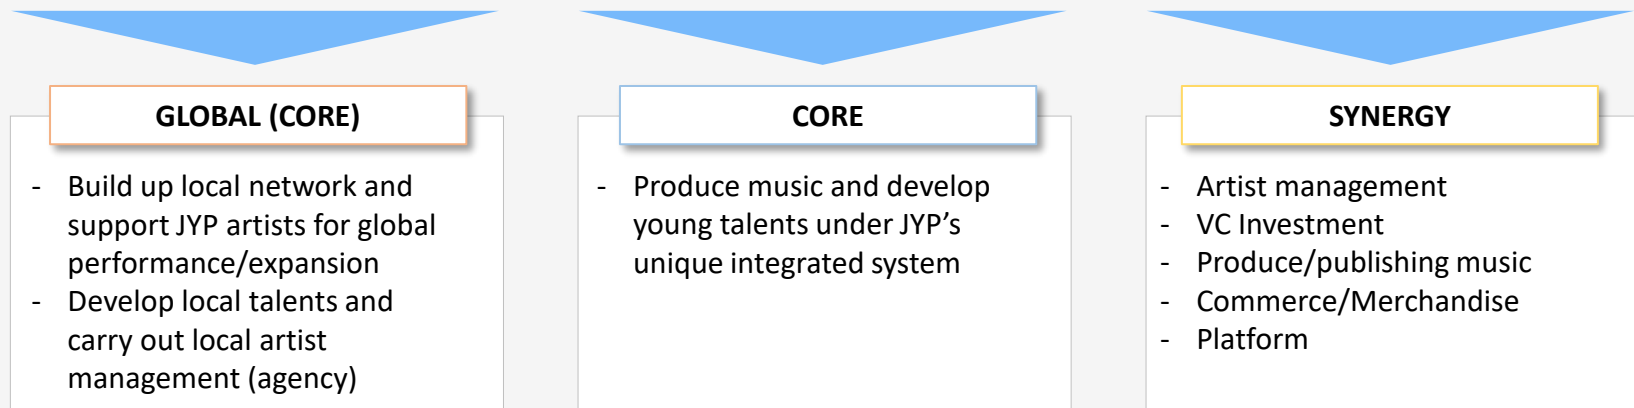 GLOBAL (CORE)
- Build up local network and
support JYP artists for global
performance/expansion
- Develop local talents and
carry out local artist
management (agency)
CORE
- Produce music and develop
young talents under JYP’s
unique integrated system
SYNERGY
- Artist management
- VC Investment
- Produce/publishing music
- Commerce/Merchandise
- Platform